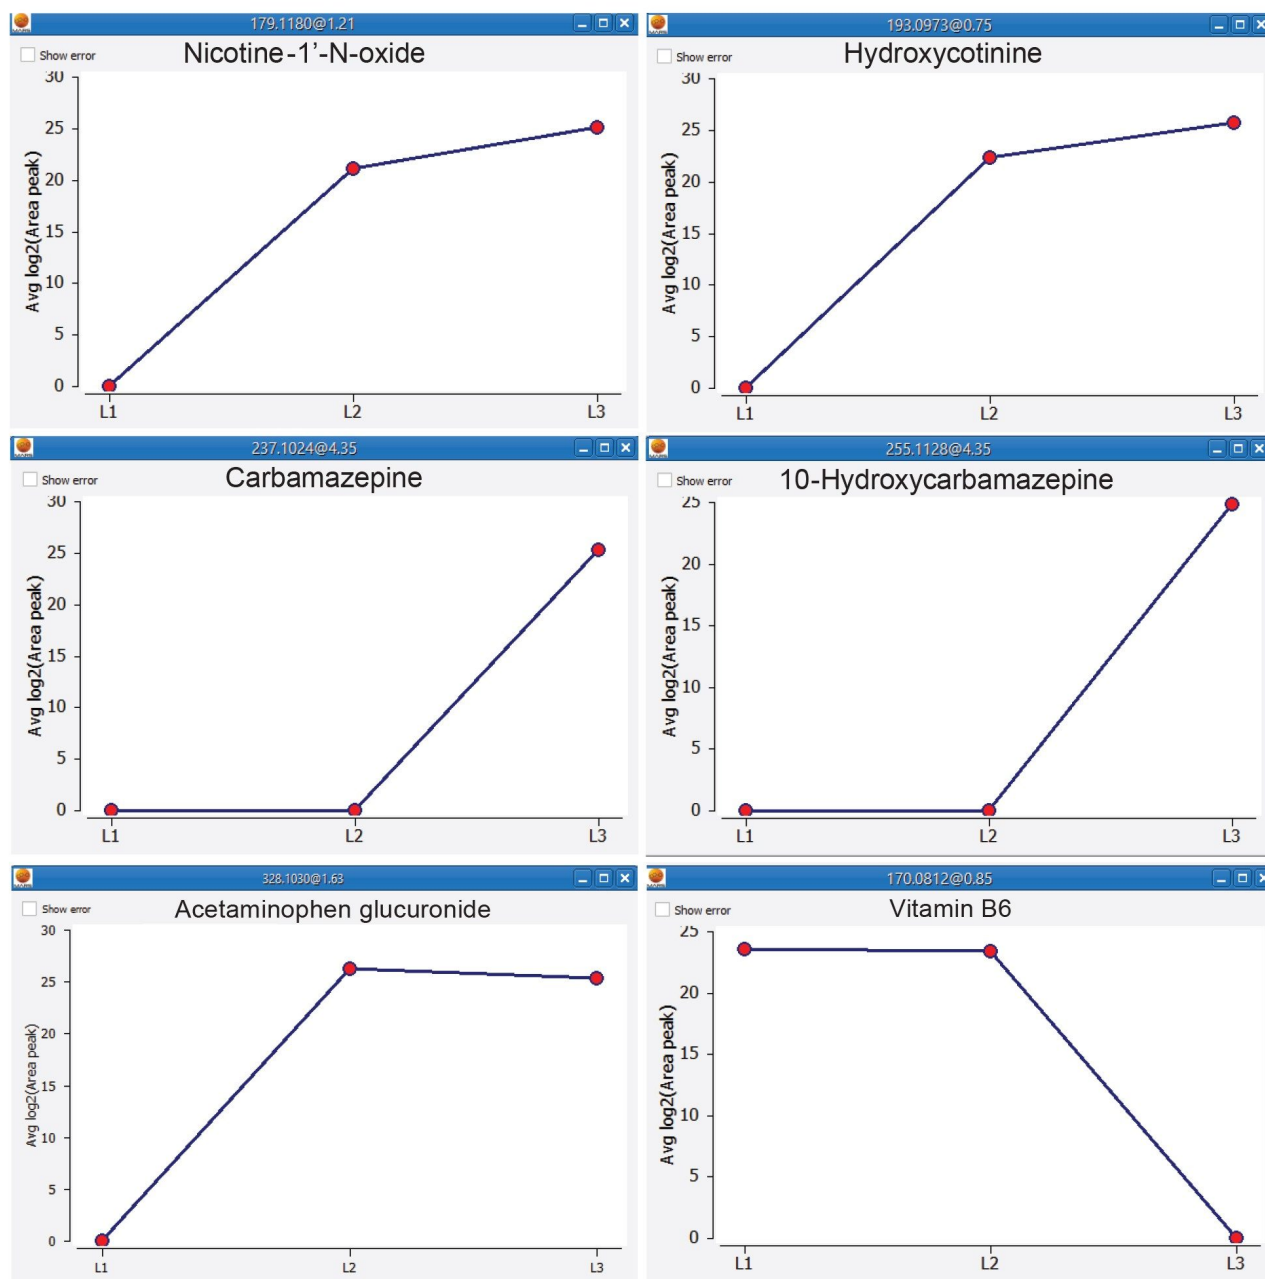 179.1180@1.21
Show error
Nicotine-1’-N-oxide
Avg log2(Area peak)
30
25
20
15
10
5
0
L1 L2 L3
193.0973@0.75
Show error
Hydroxycotinine
Avg log2(Area peak)
30
25
20
15
10
5
0
L1 L2 L3
237.1024@4.35
Show error
Carbamazepine
Avg log2(Area peak)
30
25
20
15
10
5
0
L1 L2 L3
255.1128@4.35
Show error
10-Hydroxycarbamazepine
Avg log2(Area peak)
25
20
15
10
5
0
L1 L2 L3
328.1030@1.63
Show error
Acetaminophen glucuronide
Avg log2(Area peak)
30
25
20
15
10
5
0
L1 L2 L3
170.0812@0.85
Show error
Vitamin B6
Avg log2(Area peak)
25
20
15
10
5
0
L1 L2 L3